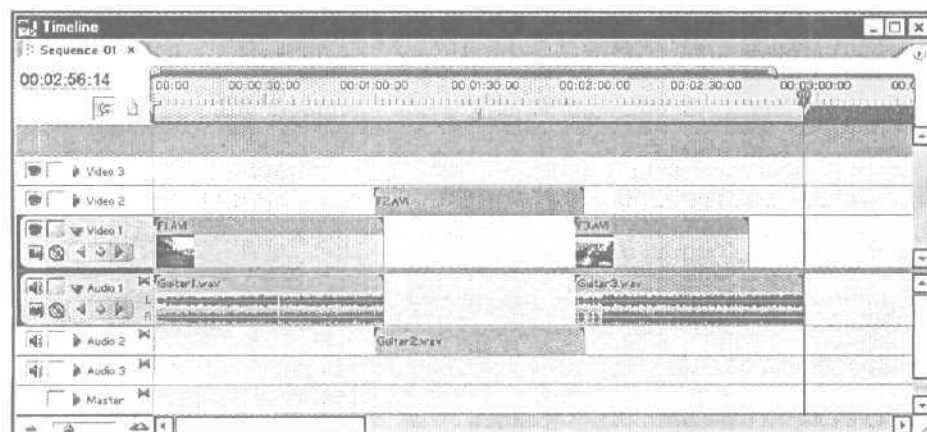 Timeline
Sequence 01
00:02:56:14
00:00 00:00:30:00 00:01:00:00 00:01:30:00 00:02:00:00 00:02:30:00 00:03:00:00 00:0
Video 3
Video 2
F2.AVI
Video 1
F1.AVI
F3.AVI
Audio 1
Guitar1.wav
Guitar3.wav
L
R
Audio 2
Guitar2.wav
Audio 3
Master